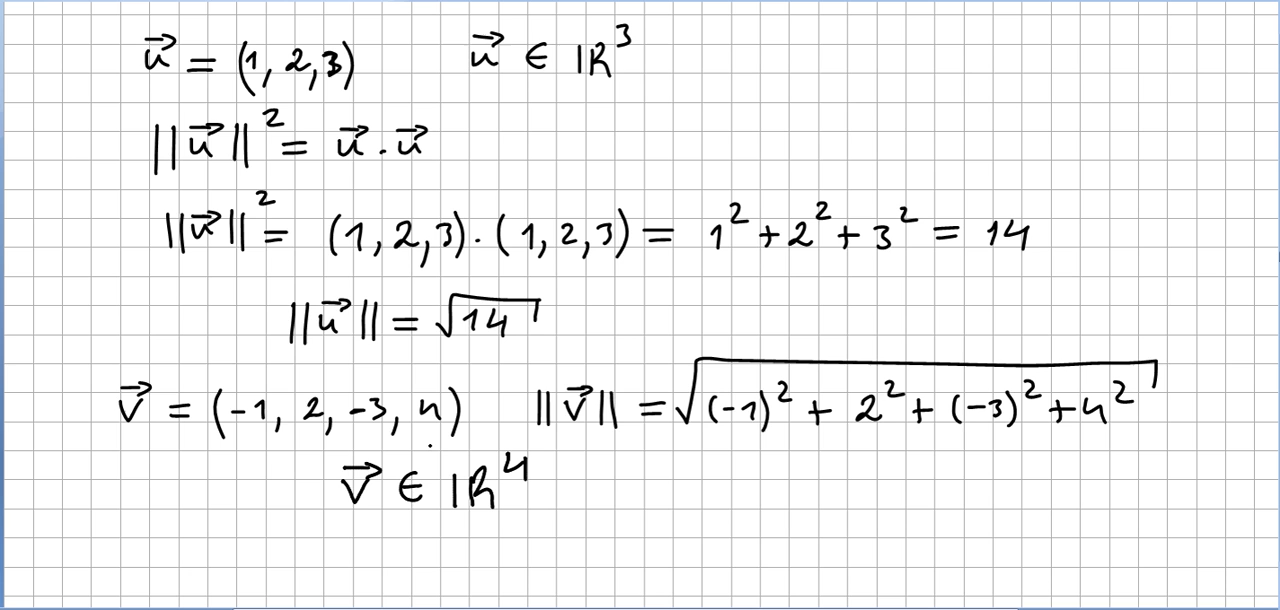 u⃗ = (1, 2, 3) u⃗ ∈ ℝ³
||u⃗||² = u⃗ · u⃗
||u⃗||² = (1, 2, 3) · (1, 2, 3) = 1² + 2² + 3² = 14
||u⃗|| = √14
v⃗ = (-1, 2, -3, 4) ||v⃗|| = √((-1)² + 2² + (-3)² + 4²)
v⃗ ∈ ℝ⁴